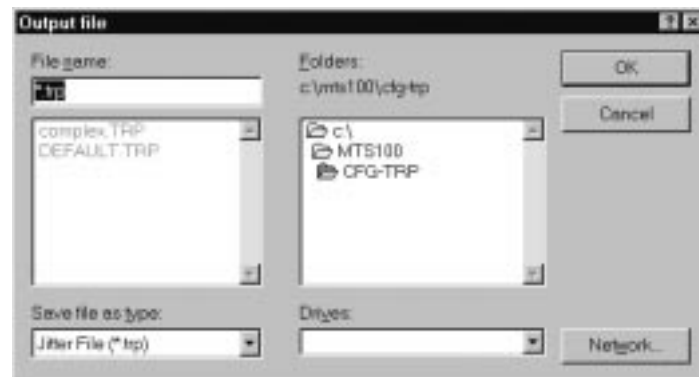 Output file
File name:
*.trp
complex.TRP
DEFAULT.TRP
Save file as type:
Jitter File (*.trp)
Folders:
c:\mts100\cfg-trp
c:\
MTS100
CFG-TRP
Drives:
OK
Cancel
Network...